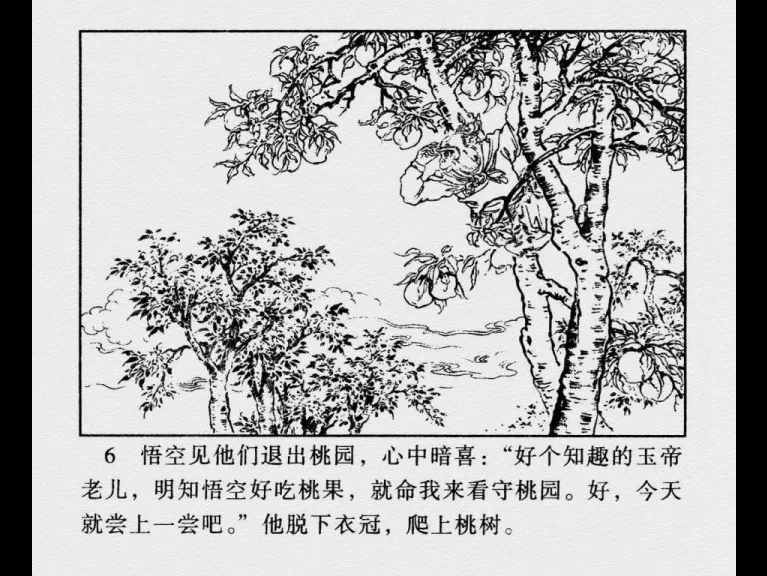 6 悟空见他们退出桃园，心中暗喜：“好个知趣的玉帝
老儿，明知悟空好吃桃果，就命我来看守桃园。好，今天
就尝上一尝吧。”他脱下衣冠，爬上桃树。